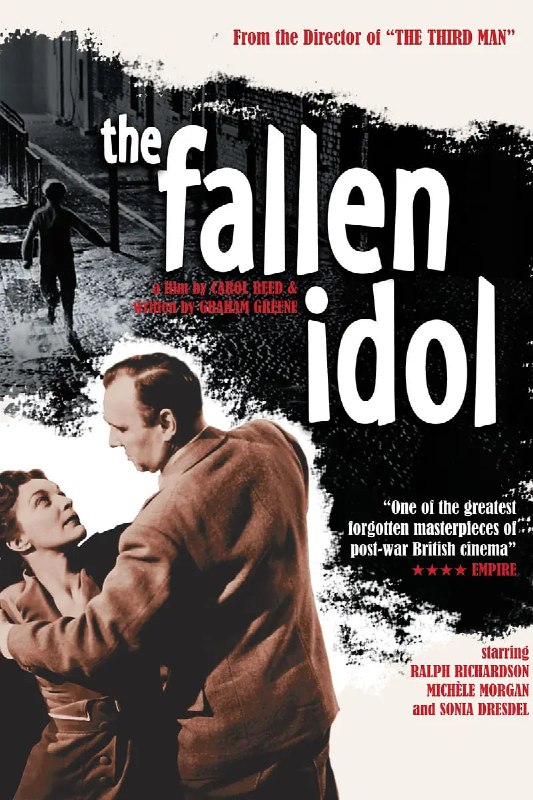 From the Director of “THE THIRD MAN”
the
fallen
idol
a film by CAROL REED &
written by GRAHAM GREENE
“One of the greatest
forgotten masterpieces of
post-war British cinema”
★★★★ EMPIRE
starring
RALPH RICHARDSON
MICHÈLE MORGAN
and SONIA DRESDEL